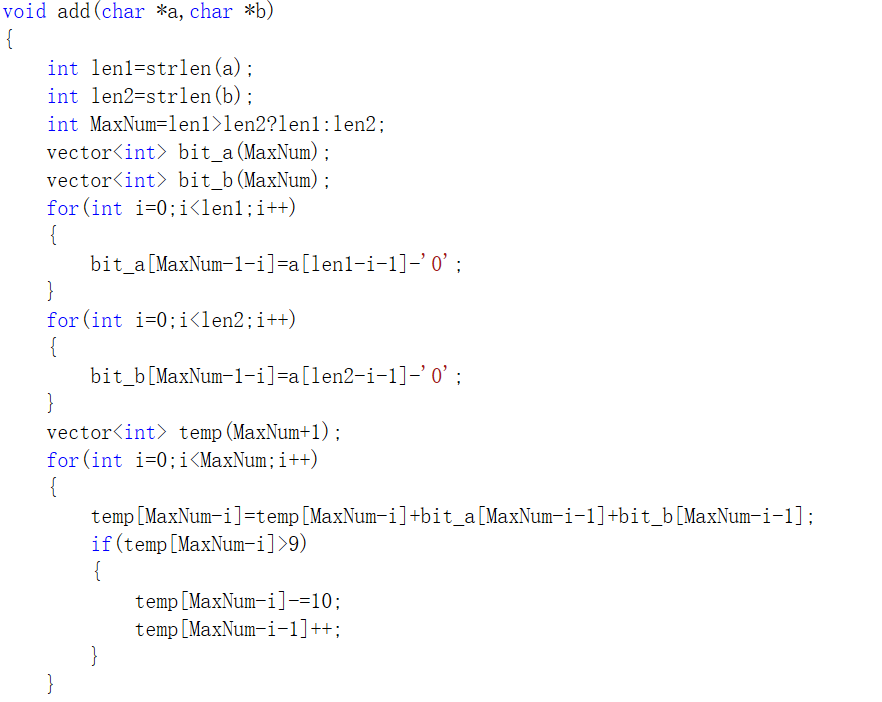 void add(char *a,char *b)
{
    int len1=strlen(a);
    int len2=strlen(b);
    int MaxNum=len1>len2?len1:len2;
    vector<int> bit_a(MaxNum);
    vector<int> bit_b(MaxNum);
    for(int i=0;i<len1;i++)
    {
        bit_a[MaxNum-1-i]=a[len1-i-1]-'0';
    }
    for(int i=0;i<len2;i++)
    {
        bit_b[MaxNum-1-i]=a[len2-i-1]-'0';
    }
    vector<int> temp(MaxNum+1);
    for(int i=0;i<MaxNum;i++)
    {
        temp[MaxNum-i]=temp[MaxNum-i]+bit_a[MaxNum-i-1]+bit_b[MaxNum-i-1];
        if(temp[MaxNum-i]>9)
        {
            temp[MaxNum-i]-=10;
            temp[MaxNum-i-1]++;
        }
    }